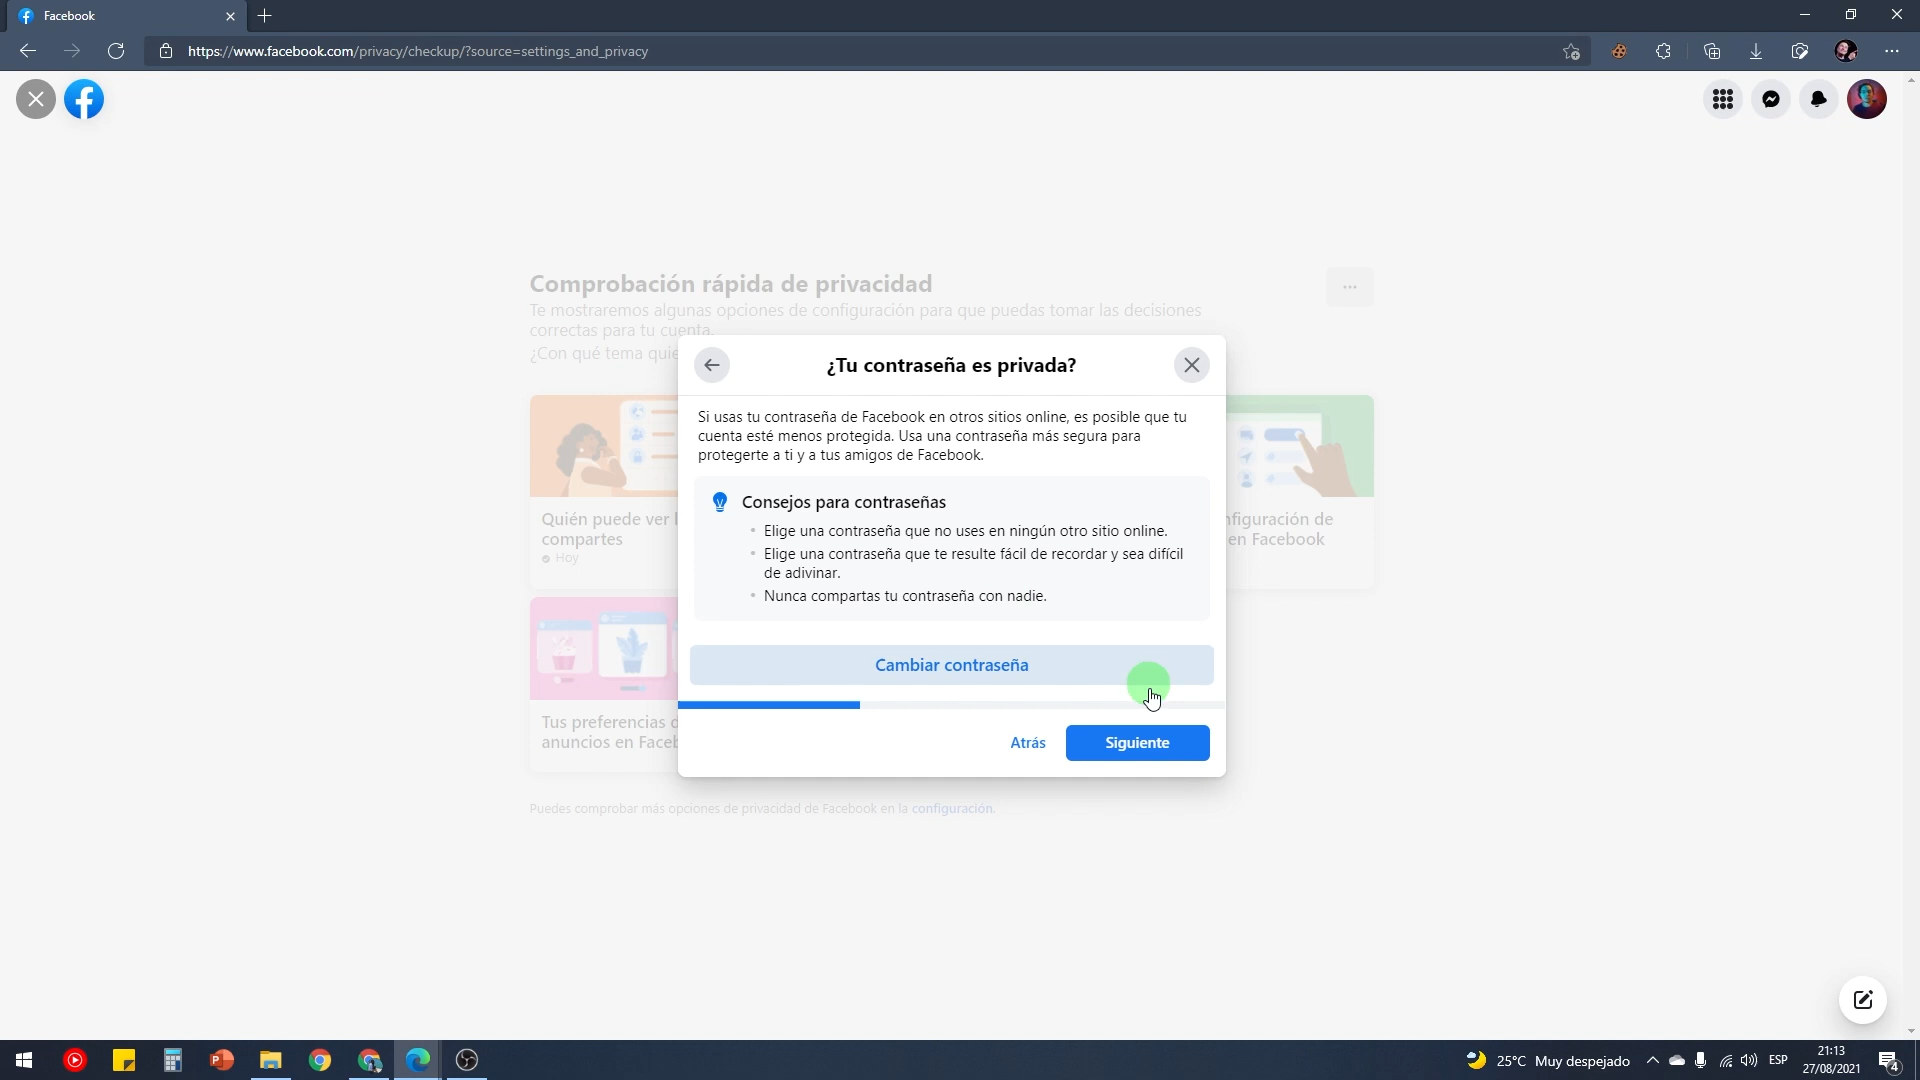 Facebook
https://www.facebook.com/privacy/checkup/?source=settings_and_privacy
Comprobación rápida de privacidad
Te mostraremos algunas opciones de configuración para que puedas tomar las decisiones
correctas para tu cuenta.
¿Con qué tema quie
¿Tu contraseña es privada?
Si usas tu contraseña de Facebook en otros sitios online, es posible que tu
cuenta esté menos protegida. Usa una contraseña más segura para
protegerte a ti y a tus amigos de Facebook.
Consejos para contraseñas
• Elige una contraseña que no uses en ningún otro sitio online.
• Elige una contraseña que te resulte fácil de recordar y sea difícil
de adivinar.
• Nunca compartas tu contraseña con nadie.
Cambiar contraseña
Atrás
Siguiente
Quién puede ver l
compartes
Hoy
figuración de
en Facebook
Tus preferencias d
anuncios en Faceb
Puedes comprobar más opciones de privacidad de Facebook en la configuración.
25°C Muy despejado
ESP
21:13
27/08/2021
4